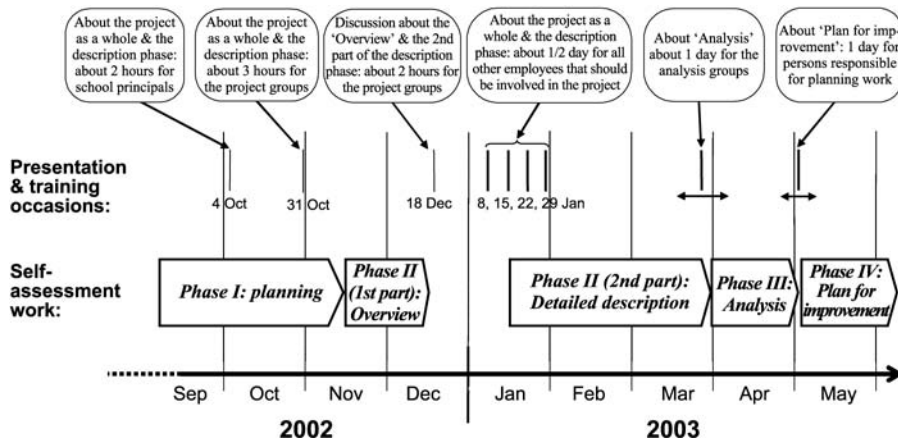 About the project
as a whole & the
description phase:
about 2 hours for
school principals
About the project
as a whole & the
description phase:
about 3 hours for
the project groups
Discussion about the
‘Overview’ & the 2nd
part of the description
phase: about 2 hours for
the project groups
About the project as a
whole & the description
phase: about 1/2 day for all
other employees that should
be involved in the project
About ‘Analysis’
about 1 day for the
analysis groups
About ‘Plan for im-
provement’: 1 day for
persons responsible
for planning work
Presentation
& training
occasions:
4 Oct
31 Oct
18 Dec
8, 15, 22, 29 Jan
Self-
assessment
work:
Phase I: planning
Phase II
(1st part):
Overview
Phase II (2nd part):
Detailed description
Phase III:
Analysis
Phase IV:
Plan for
improvement
Sep Oct Nov Dec Jan Feb Mar Apr May
2002 2003